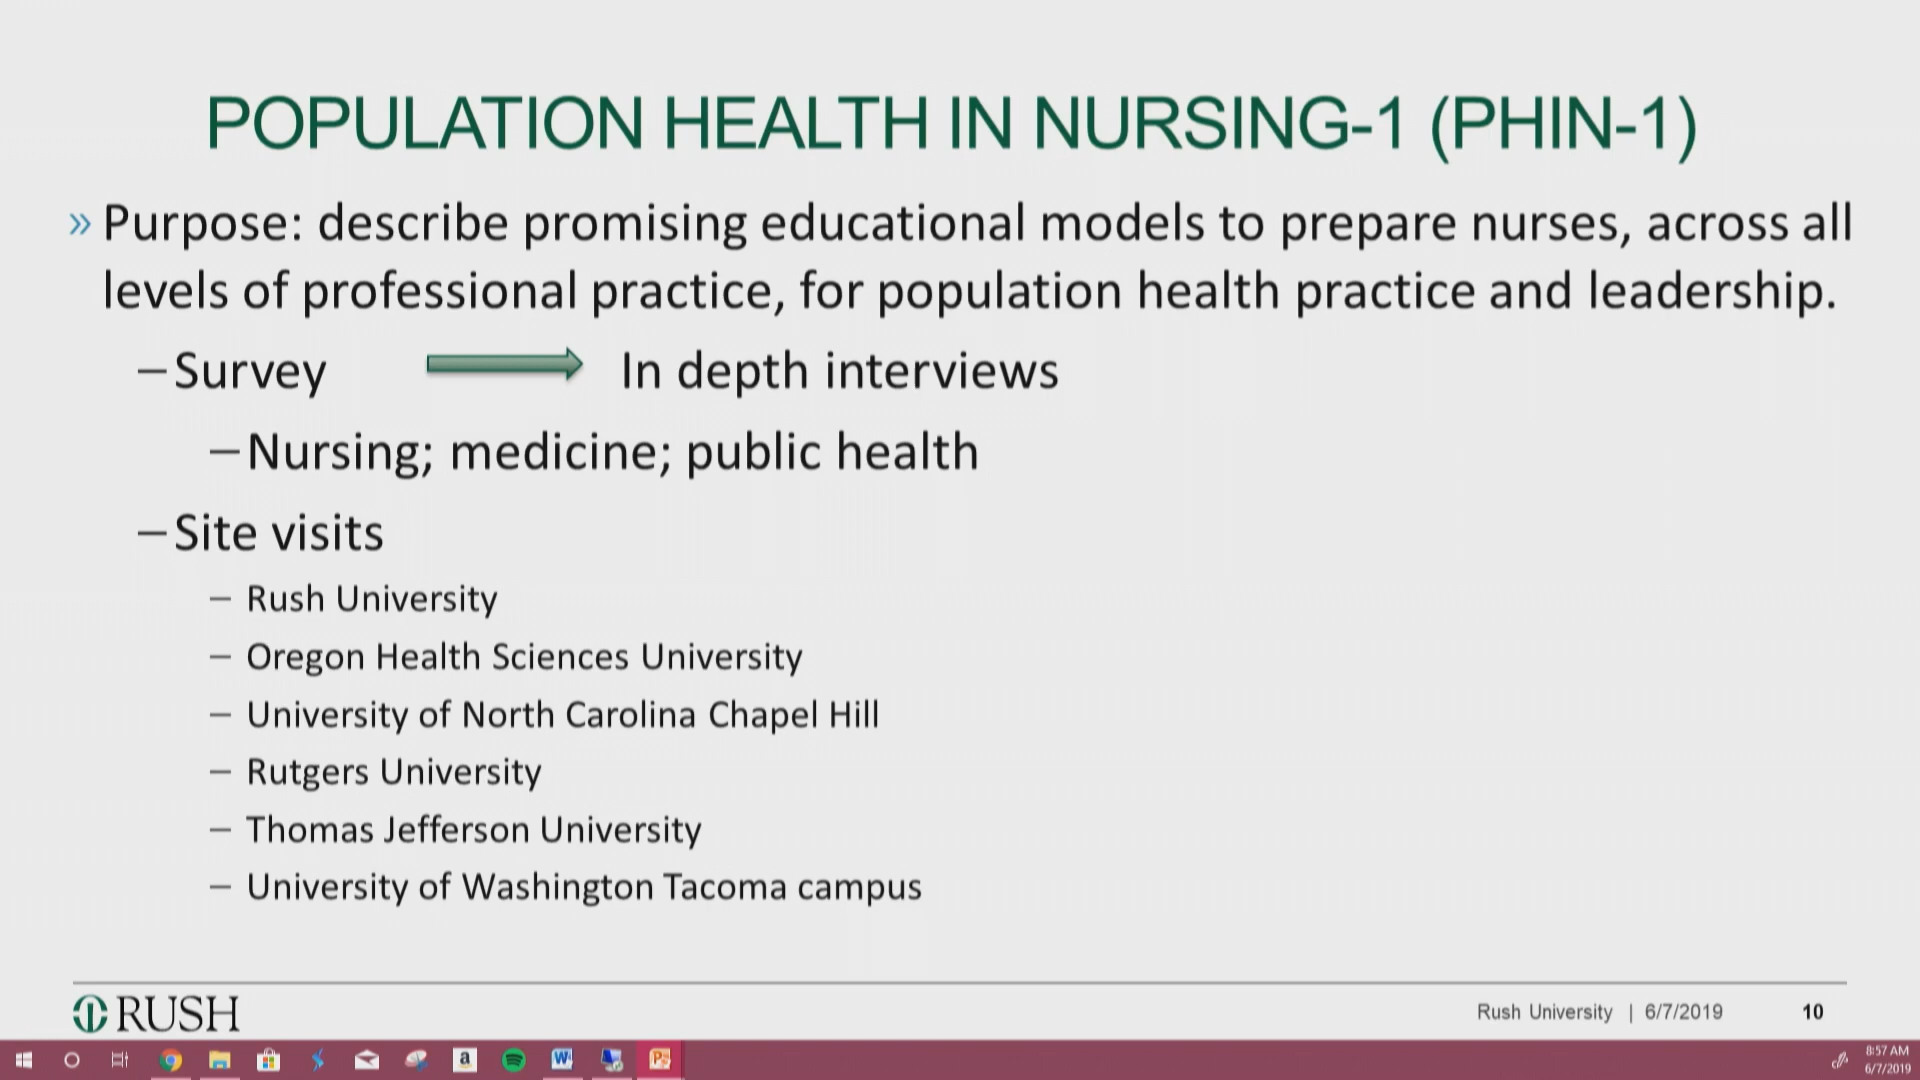 POPULATION HEALTH IN NURSING-1 (PHIN-1)
» Purpose: describe promising educational models to prepare nurses, across all
levels of professional practice, for population health practice and leadership.
– Survey In depth interviews
– Nursing; medicine; public health
– Site visits
– Rush University
– Oregon Health Sciences University
– University of North Carolina Chapel Hill
– Rutgers University
– Thomas Jefferson University
– University of Washington Tacoma campus
RUSH
Rush University | 6/7/2019 10
8:57 AM
6/7/2019